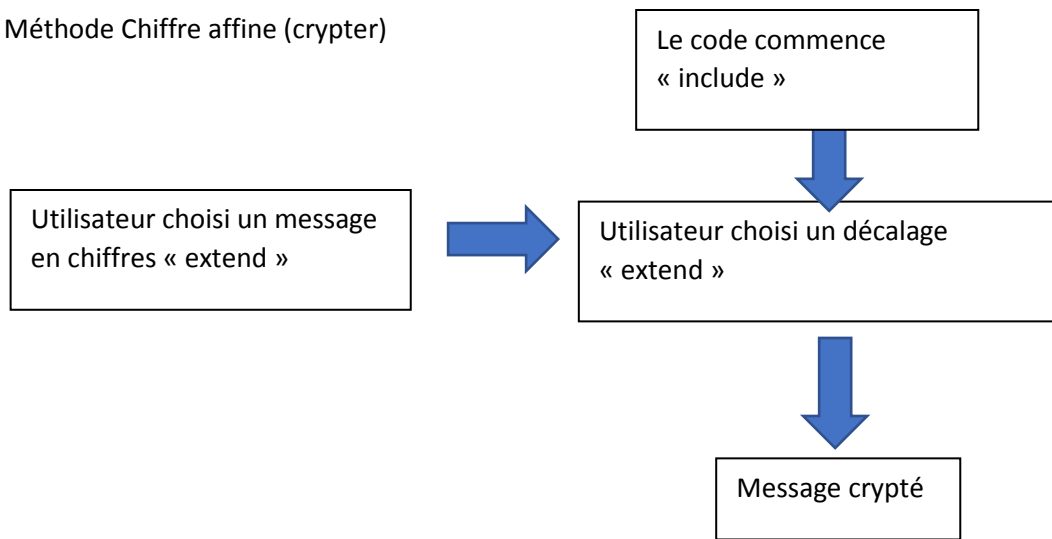 Méthode Chiffre affine (crypter)
Le code commence
« include »
Utilisateur choisi un message
en chiffres « extend »
Utilisateur choisi un décalage
« extend »
Message crypté